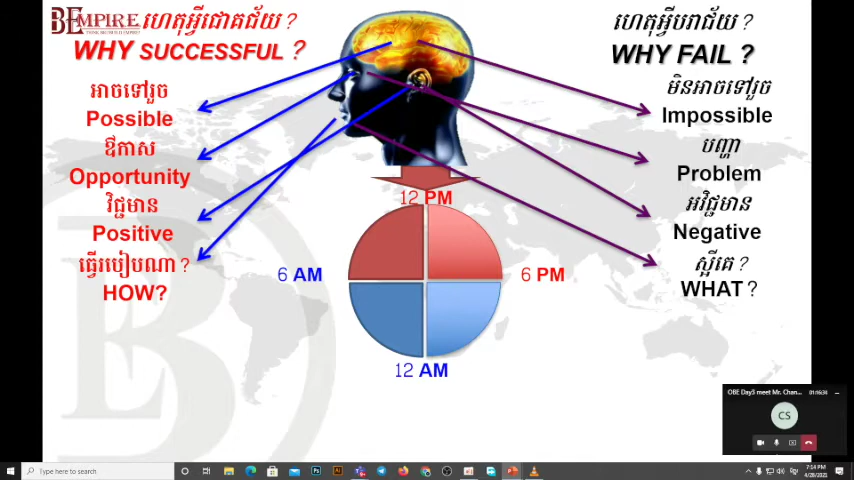 BEMPIRE
ហេតុអ្វីជោគជ័យ ?
WHY SUCCESSFUL ?
អាចទៅរួច
Possible
ឱកាស
Opportunity
វិជ្ជមាន
Positive
ធ្វើរបៀបណា ?
HOW?
ហេតុអ្វីបរាជ័យ ?
WHY FAIL ?
មិនអាចទៅរួច
Impossible
បញ្ហា
Problem
អវិជ្ជមាន
Negative
ស្អីគេ ?
WHAT ?
12 PM
6 AM
6 PM
12 AM
OBE Day3 meet Mr. Chan...
01:06:34
CS
Type here to search
7:14 PM
4/28/2021